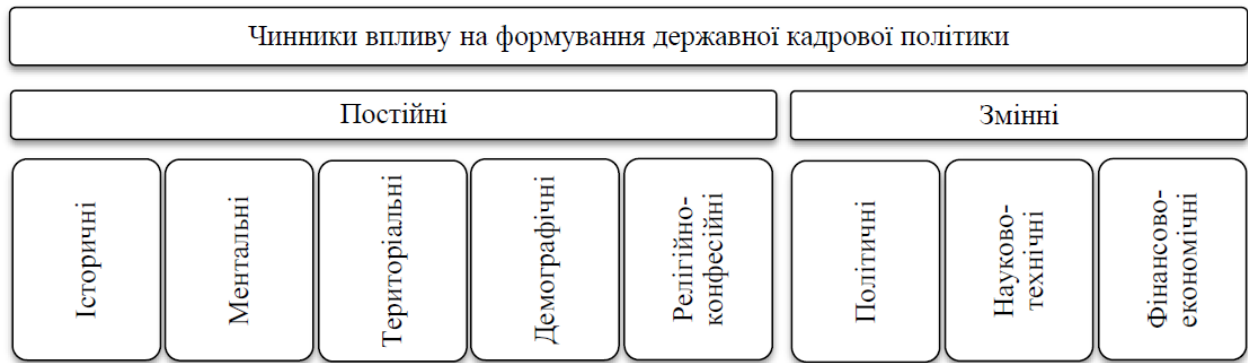 Чинники впливу на формування державної кадрової політики
Постійні
Змінні
Історичні
Ментальні
Територіальні
Демографічні
Релігійно-
конфесійні
Політичні
Науково-
технічні
Фінансово-
економічні